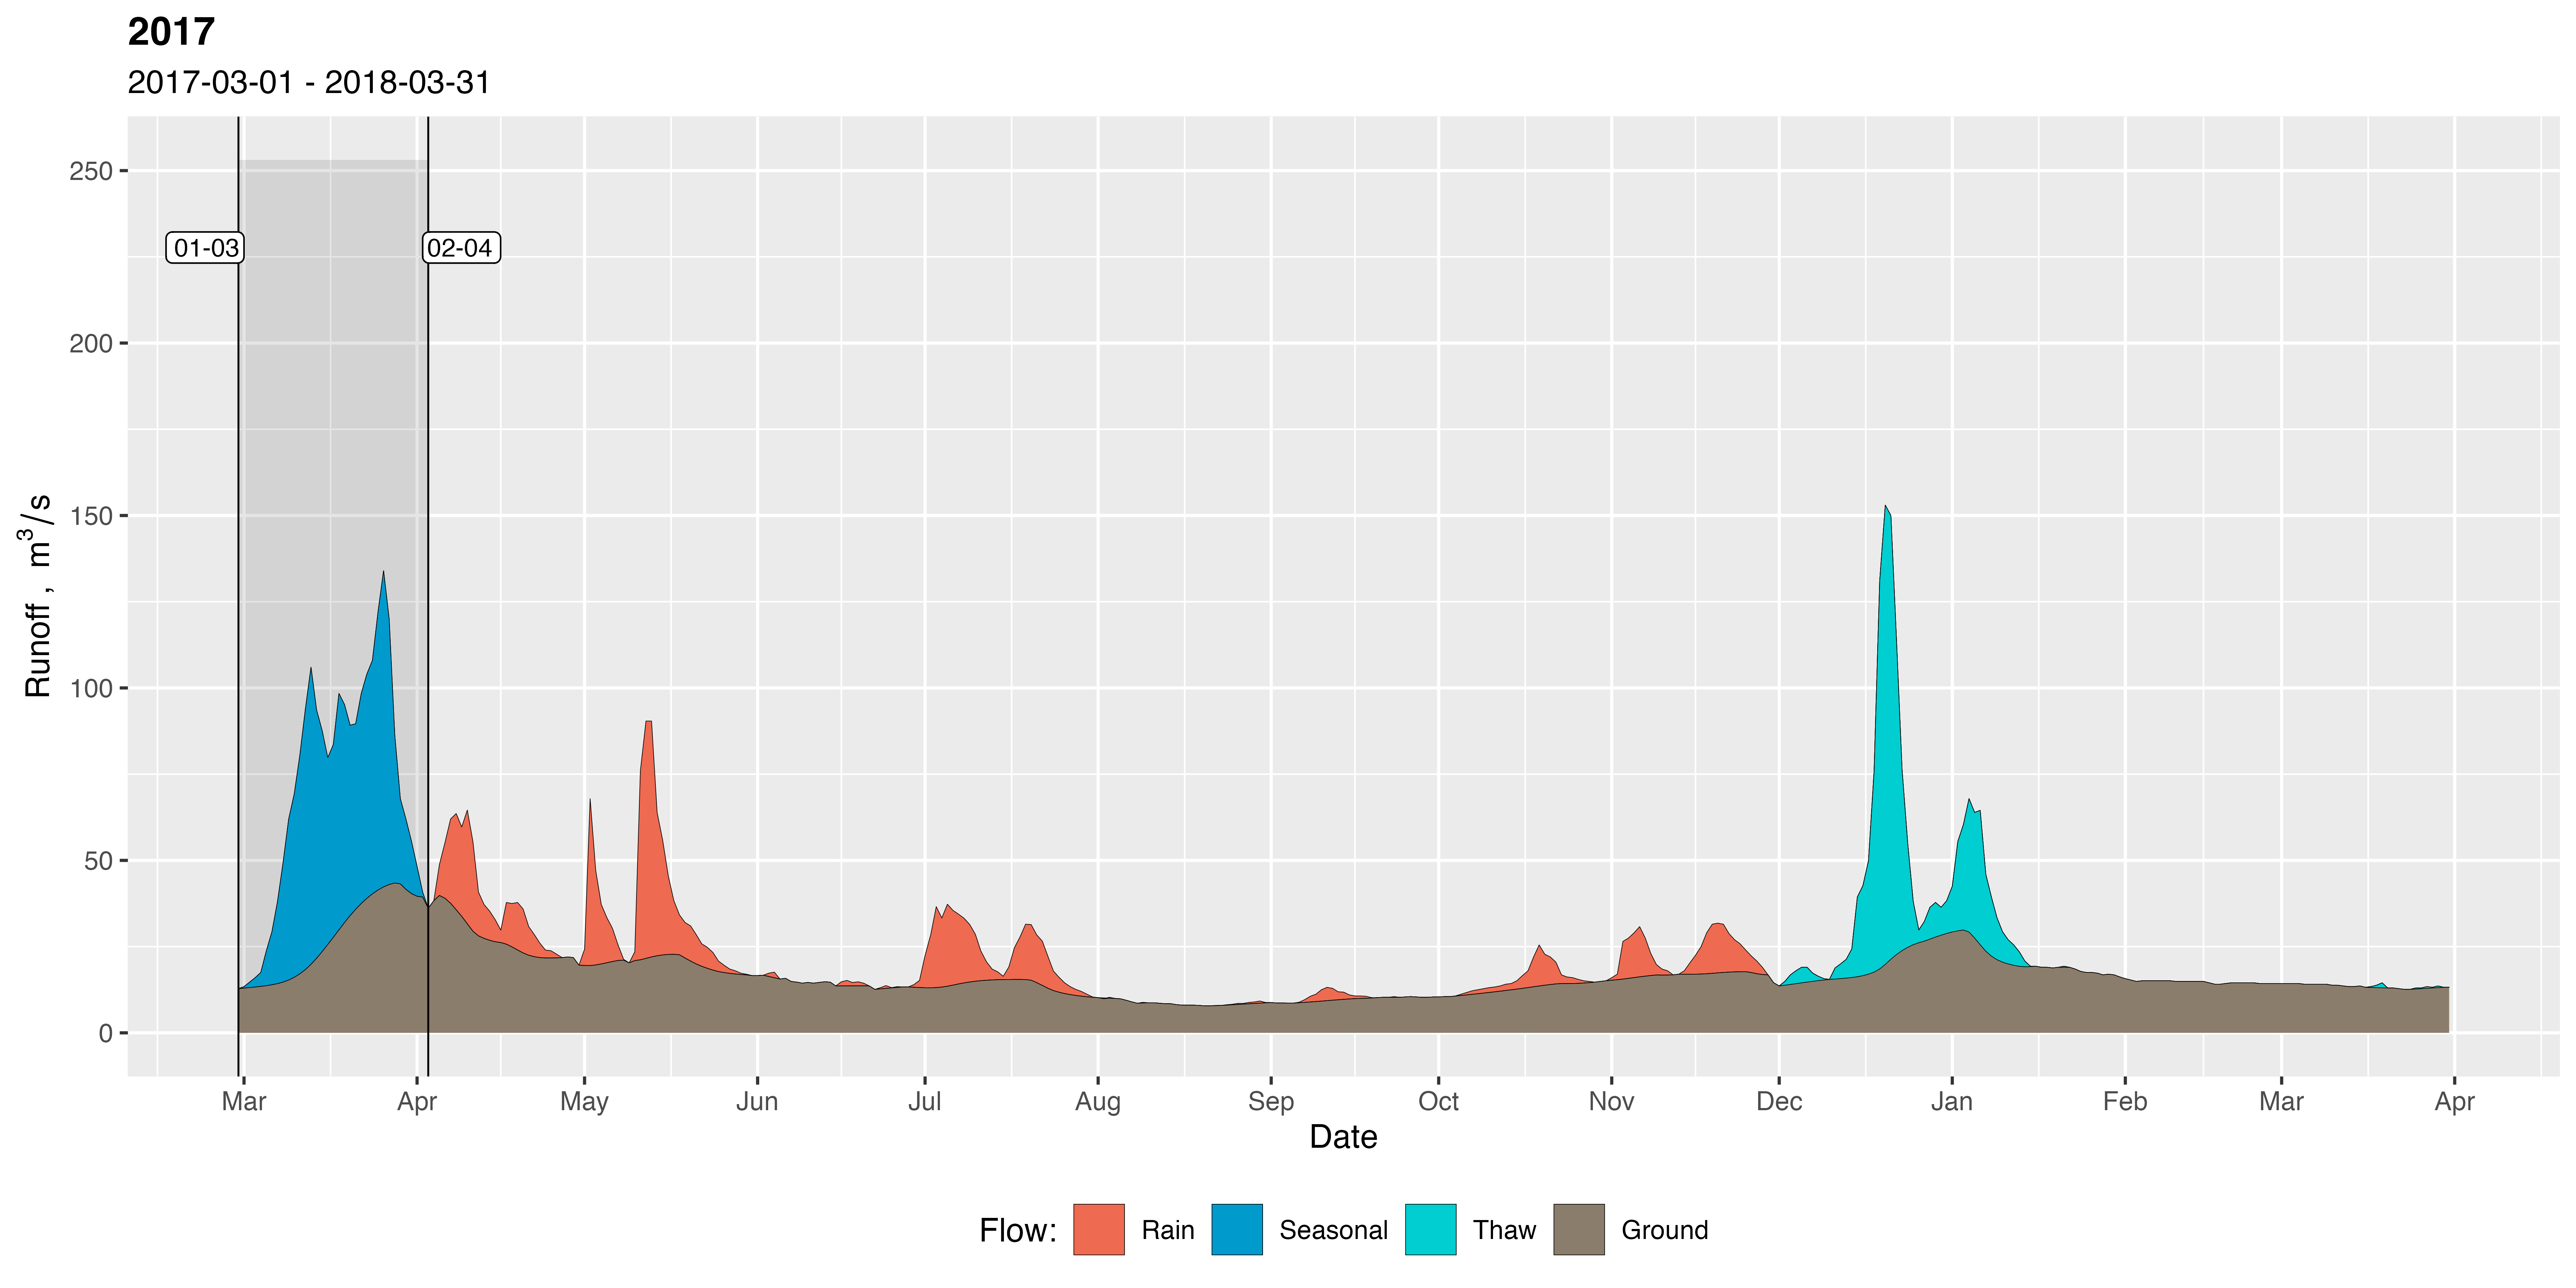 2017
2017-03-01 - 2018-03-31
250
200
150
100
50
0
Runoff , m³/s
01-03
02-04
Mar Apr May Jun Jul Aug Sep Oct Nov Dec Jan Feb Mar Apr
Date
Flow: Rain Seasonal Thaw Ground